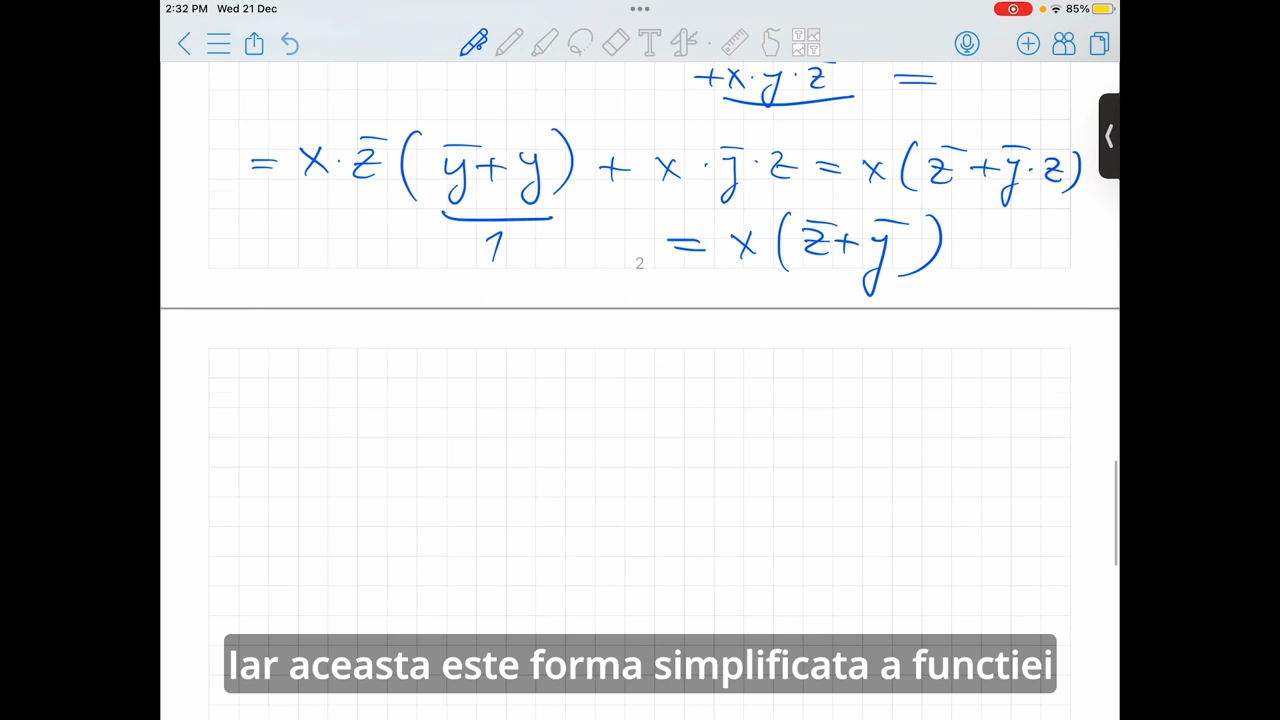 2:32 PM Wed 21 Dec
85%
+x·y·z̅ =
= x·z̅(y̅+y) + x·y̅·z = x(z̅+y̅·z)
1
= x(z̅+y̅)
2
Iar aceasta este forma simplificata a functiei